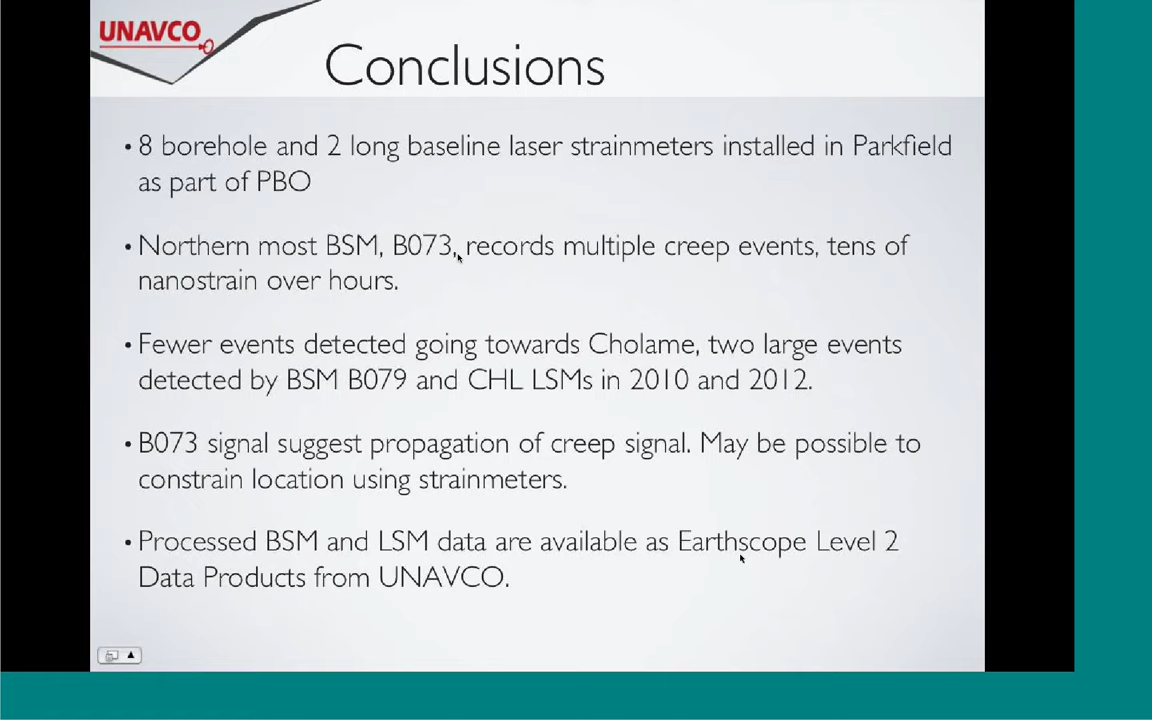 UNAVCO
Conclusions
• 8 borehole and 2 long baseline laser strainmeters installed in Parkfield
as part of PBO
• Northern most BSM, B073, records multiple creep events, tens of
nanostrain over hours.
• Fewer events detected going towards Cholame, two large events
detected by BSM B079 and CHL LSMs in 2010 and 2012.
• B073 signal suggest propagation of creep signal. May be possible to
constrain location using strainmeters.
• Processed BSM and LSM data are available as Earthscope Level 2
Data Products from UNAVCO.